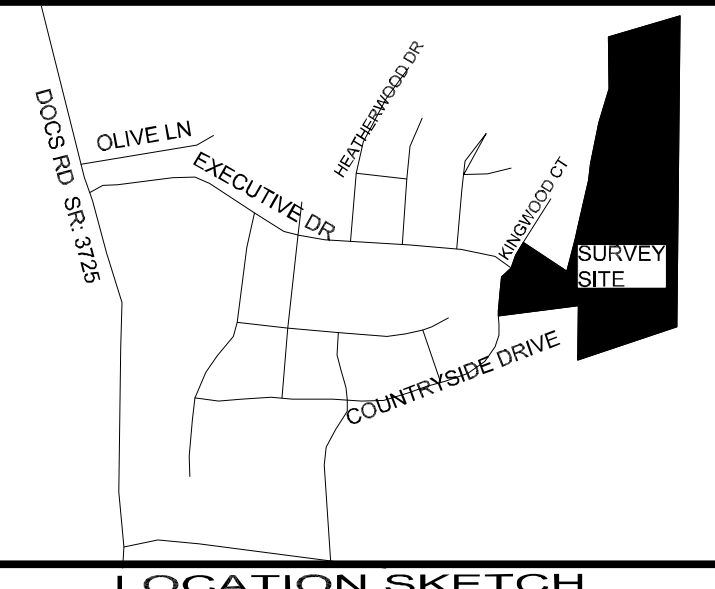 HEATHERWOOD DR
DOCS RD SR: 3725
OLIVE LN
EXECUTIVE DR
KINGWOOD CT
SURVEY
SITE
COUNTRYSIDE DRIVE
LOCATION SKETCH